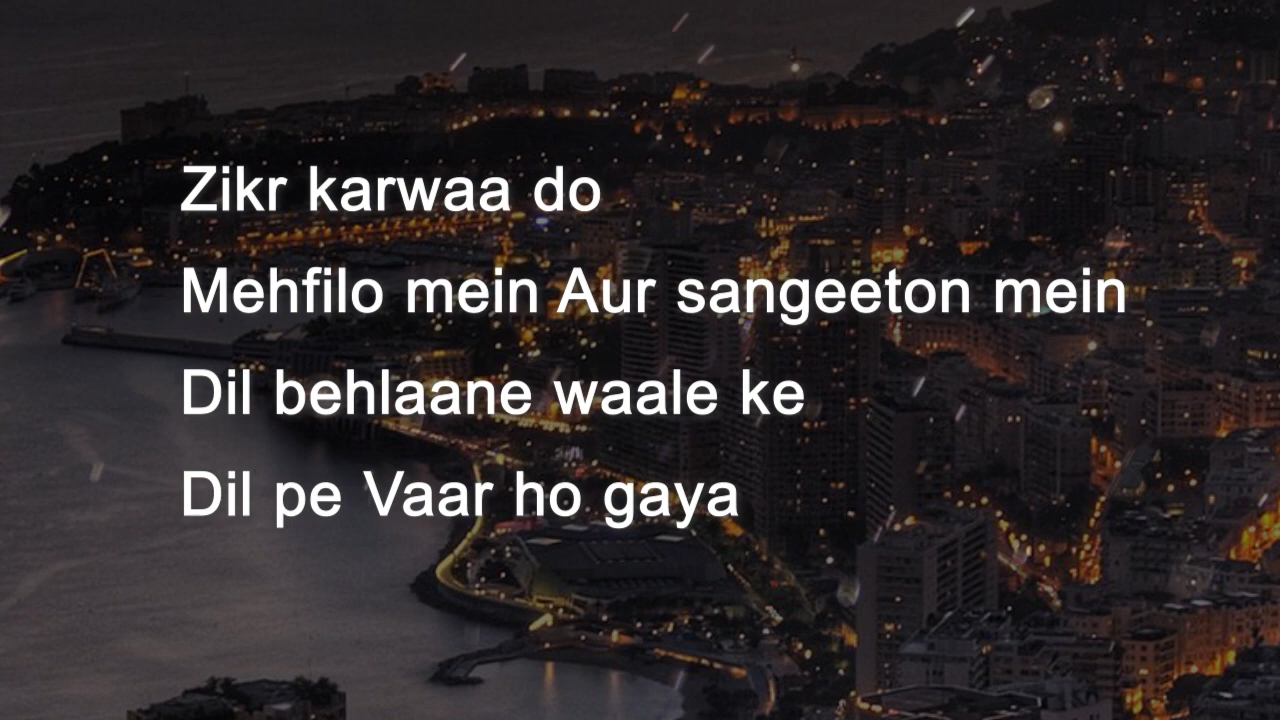 Zikr karwaa do
Mehfilo mein Aur sangeeton mein
Dil behlaane waale ke
Dil pe Vaar ho gaya